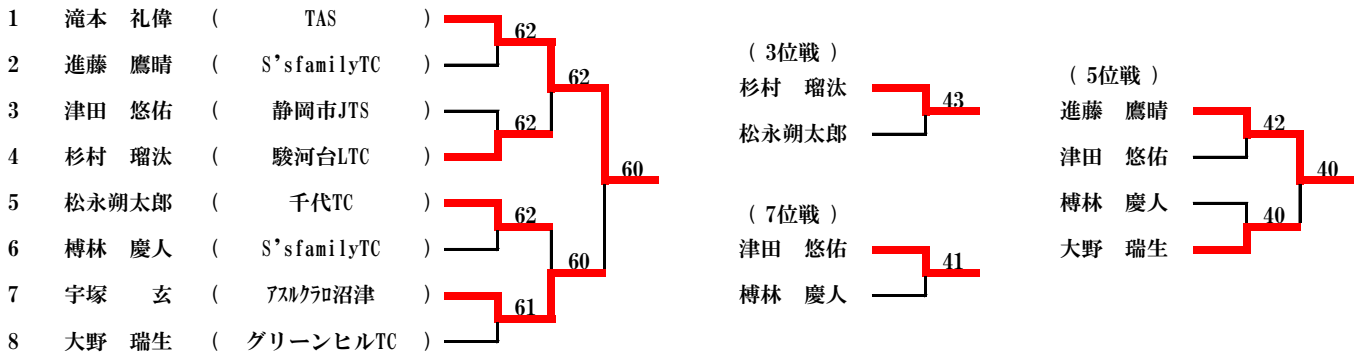 1 滝本 礼偉 ( TAS )
2 進藤 鷹晴 ( S’sfamilyTC )
3 津田 悠佑 ( 静岡市JTS )
4 杉村 瑠汰 ( 駿河台LTC )
5 松永朔太郎 ( 千代TC )
6 榑林 慶人 ( S’sfamilyTC )
7 宇塚 玄 ( ｱｽﾙｸﾗﾛ沼津 )
8 大野 瑞生 ( グリーンヒルTC )
62
62
62
61
62
60
60
( 3位戦 )
杉村 瑠汰
43
松永朔太郎
( 7位戦 )
津田 悠佑
41
榑林 慶人
( 5位戦 )
進藤 鷹晴
42
津田 悠佑
40
榑林 慶人
40
大野 瑞生